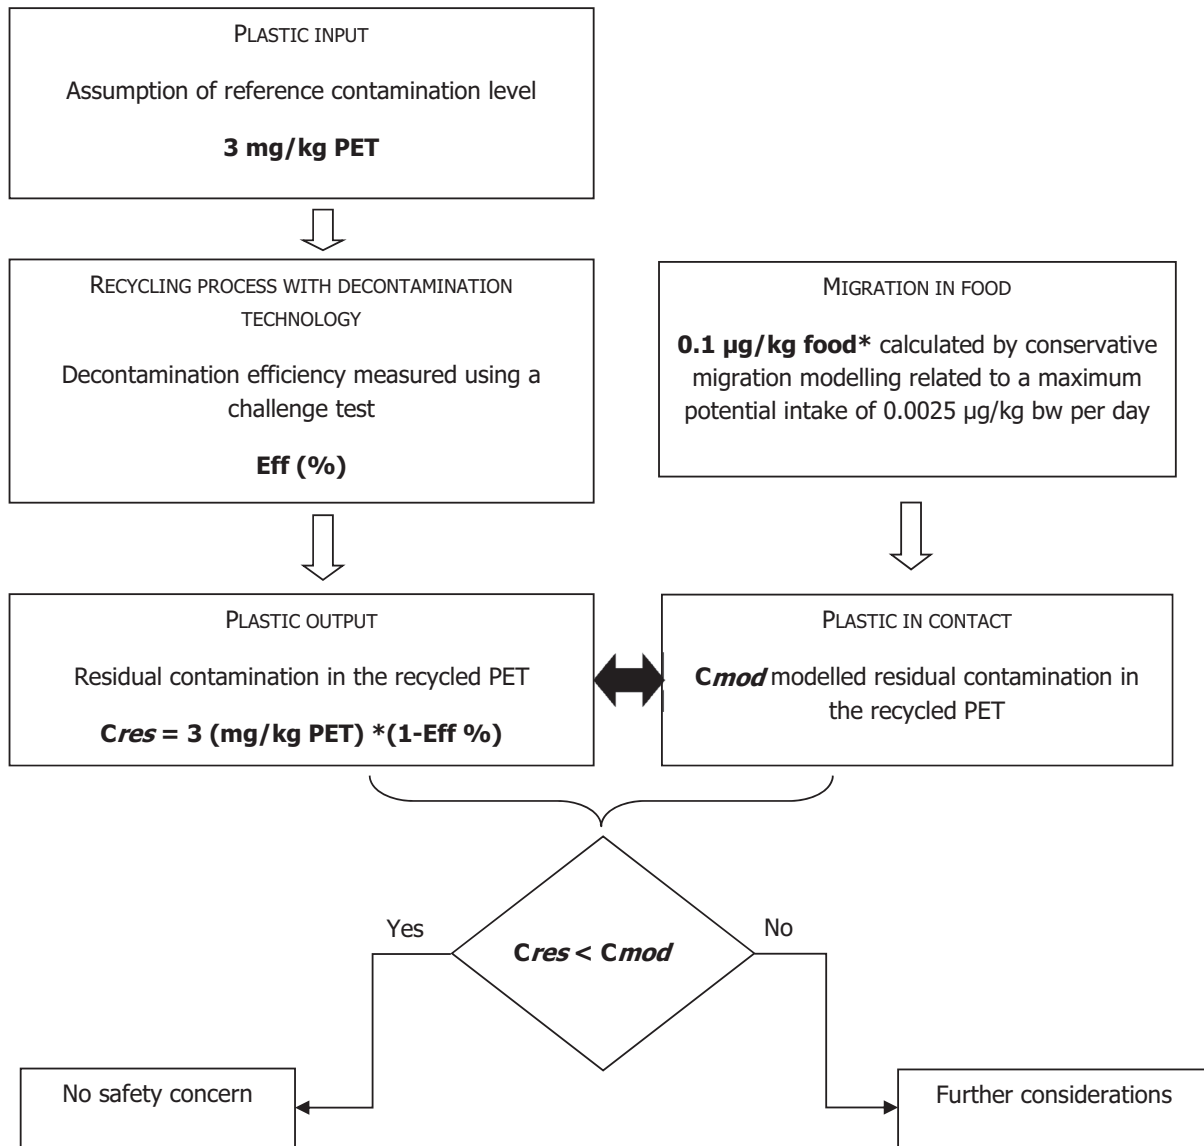 PLASTIC INPUT
Assumption of reference contamination level
3 mg/kg PET
RECYCLING PROCESS WITH DECONTAMINATION
TECHNOLOGY
Decontamination efficiency measured using a
challenge test
Eff (%)
MIGRATION IN FOOD
0.1 µg/kg food* calculated by conservative
migration modelling related to a maximum
potential intake of 0.0025 µg/kg bw per day
PLASTIC OUTPUT
Residual contamination in the recycled PET
Cres = 3 (mg/kg PET) *(1-Eff %)
PLASTIC IN CONTACT
Cmod modelled residual contamination in
the recycled PET
Yes
Cres < Cmod
No
No safety concern
Further considerations